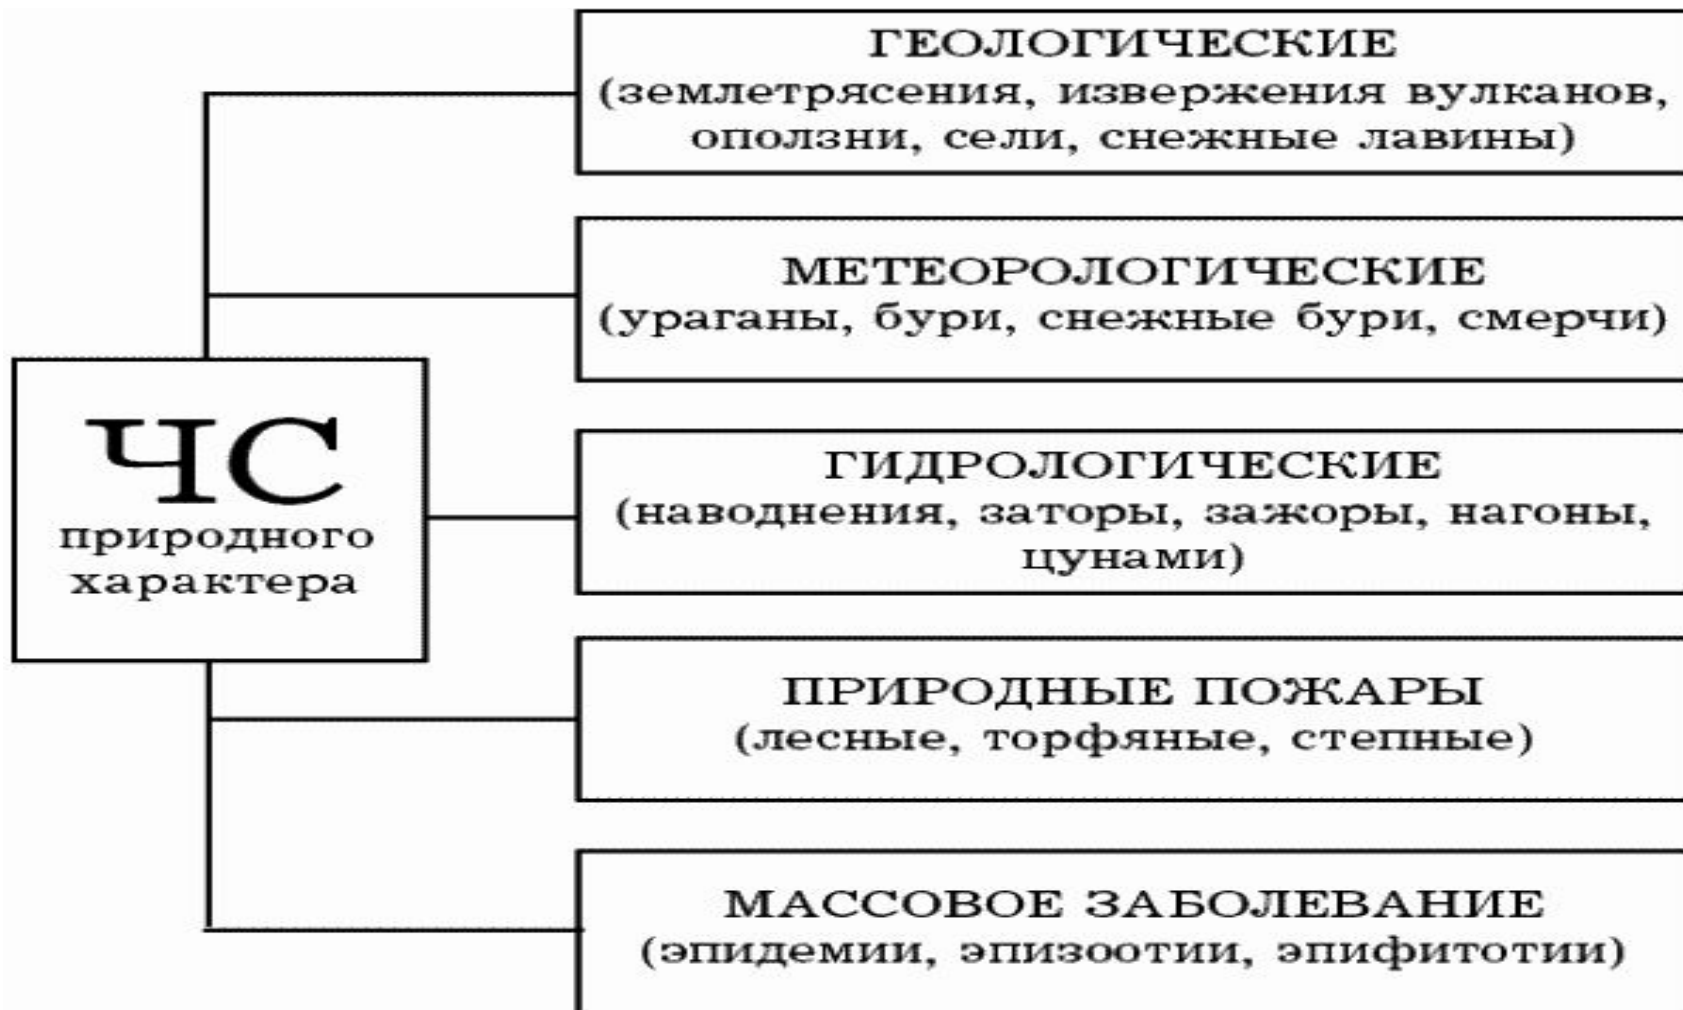 ЧС
природного
характера
ГЕОЛОГИЧЕСКИЕ
(землетрясения, извержения вулканов,
оползни, сели, снежные лавины)
МЕТЕОРОЛОГИЧЕСКИЕ
(ураганы, бури, снежные бури, смерчи)
ГИДРОЛОГИЧЕСКИЕ
(наводнения, заторы, зажоры, нагоны,
цунами)
ПРИРОДНЫЕ ПОЖАРЫ
(лесные, торфяные, степные)
МАССОВОЕ ЗАБОЛЕВАНИЕ
(эпидемии, эпизоотии, эпифитотии)